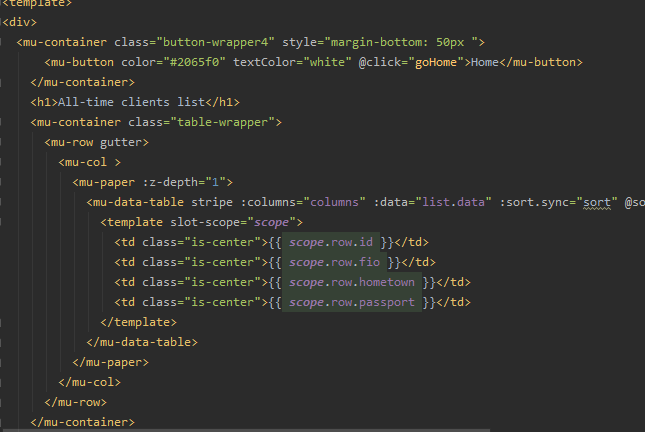 <template>
<div>
<mu-container class="button-wrapper4" style="margin-bottom: 50px ">
<mu-button color="#2065f0" textColor="white" @click="goHome">Home</mu-button>
</mu-container>
<h1>All-time clients list</h1>
<mu-container class="table-wrapper">
<mu-row gutter>
<mu-col >
<mu-paper :z-depth="1">
<mu-data-table stripe :columns="columns" :data="list.data" :sort.sync="sort" @so
<template slot-scope="scope">
<td class="is-center">{{ scope.row.id }}</td>
<td class="is-center">{{ scope.row.fio }}</td>
<td class="is-center">{{ scope.row.hometown }}</td>
<td class="is-center">{{ scope.row.passport }}</td>
</template>
</mu-data-table>
</mu-paper>
</mu-col>
</mu-row>
</mu-container>